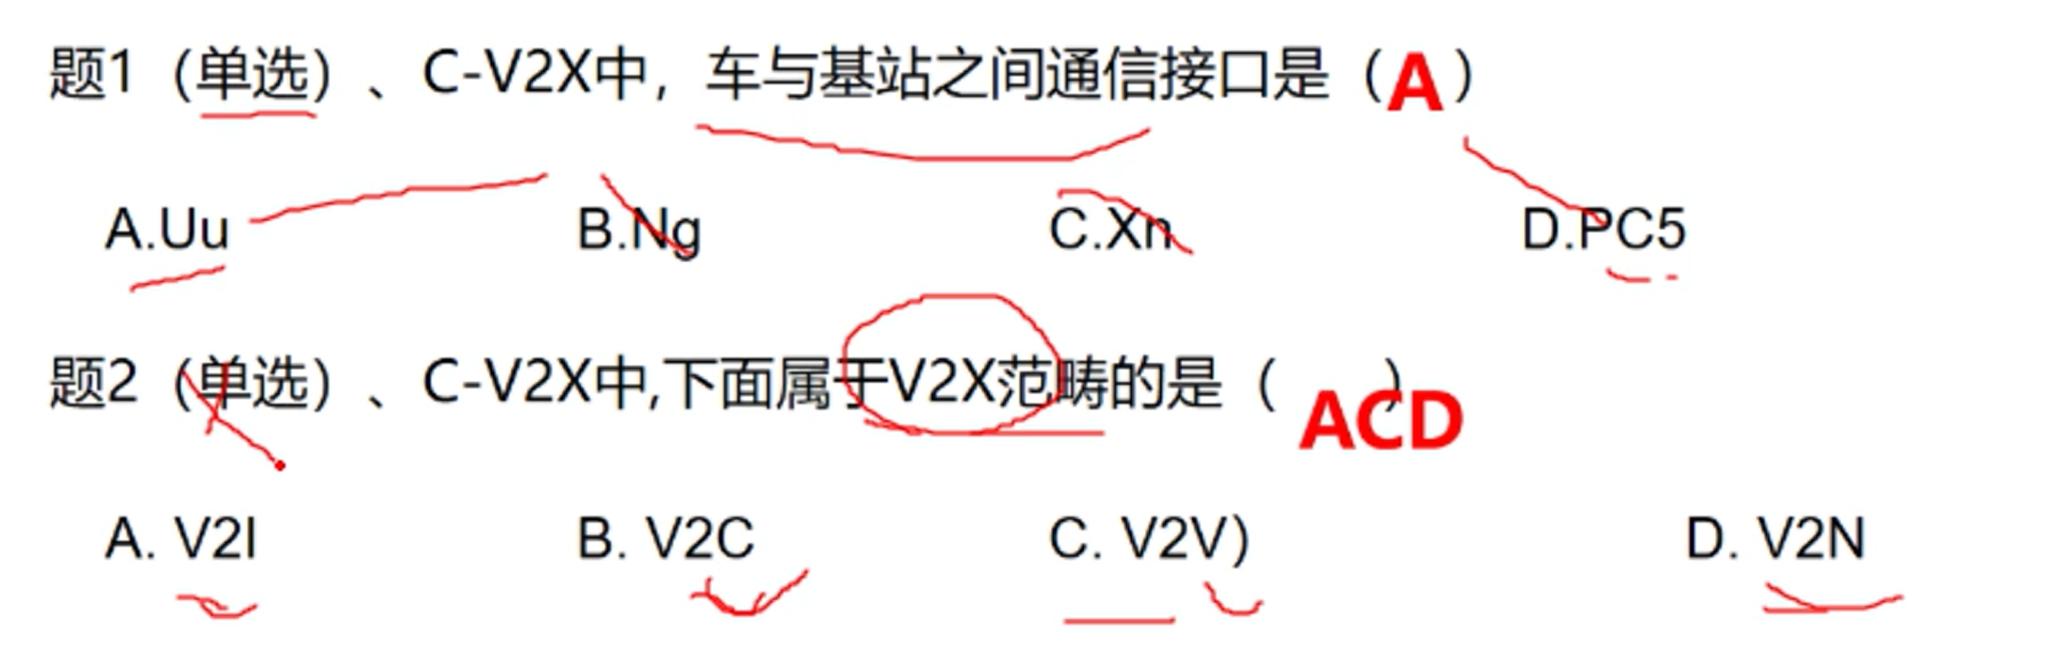 题1（单选）、C-V2X中，车与基站之间通信接口是（A）
A.Uu B.Ng C.Xn D.PC5
题2（单选）、C-V2X中,下面属于V2X范畴的是（ACD）
A. V2I B. V2C C. V2V) D. V2N